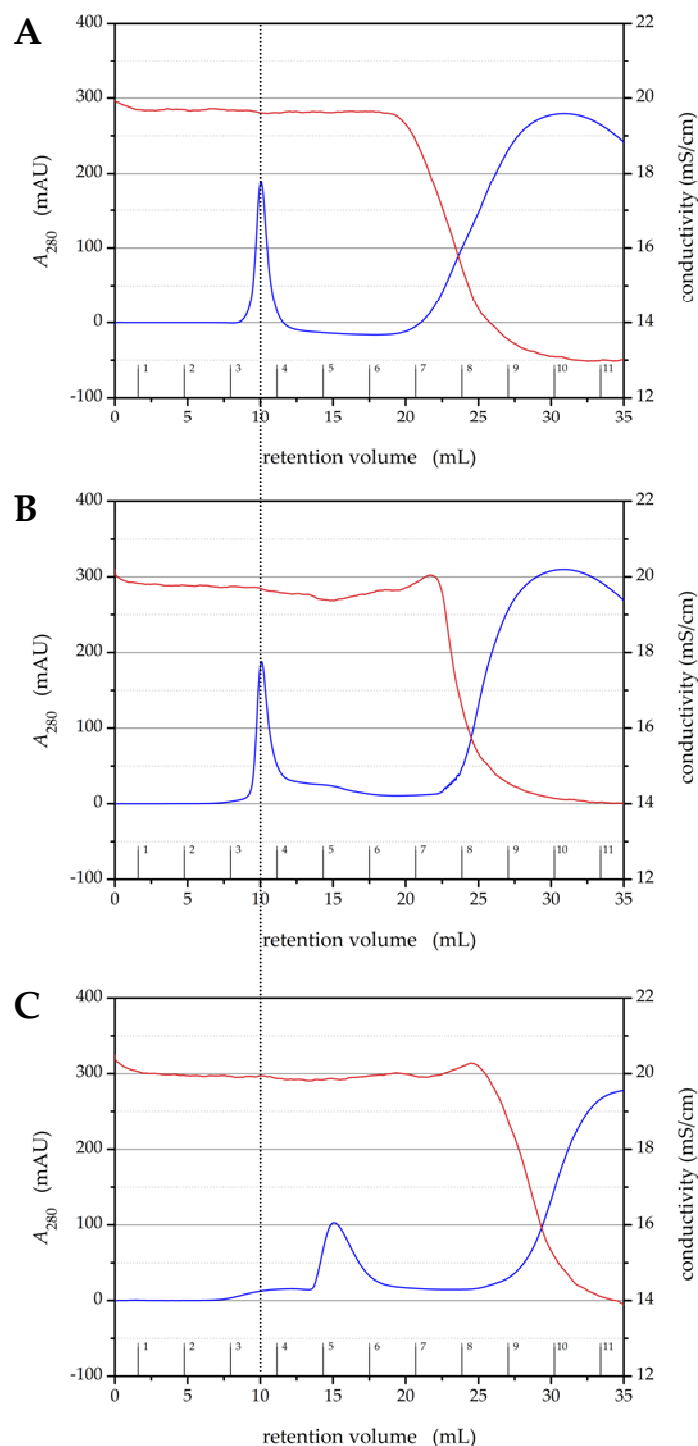 A
400
300
200
100
0
-100
A280 (mAU)
22
20
18
16
14
12
conductivity (mS/cm)
1 2 3 4 5 6 7 8 9 10 11
0 5 10 15 20 25 30 35
retention volume (mL)
B
400
300
200
100
0
-100
A280 (mAU)
22
20
18
16
14
12
conductivity (mS/cm)
1 2 3 4 5 6 7 8 9 10 11
0 5 10 15 20 25 30 35
retention volume (mL)
C
400
300
200
100
0
-100
A280 (mAU)
22
20
18
16
14
12
conductivity (mS/cm)
1 2 3 4 5 6 7 8 9 10 11
0 5 10 15 20 25 30 35
retention volume (mL)